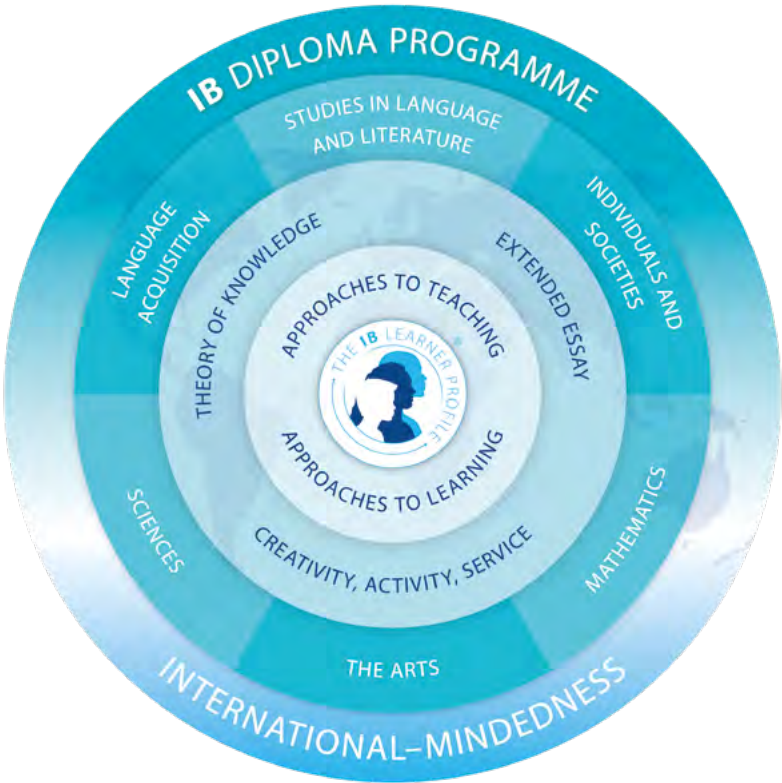 IB DIPLOMA PROGRAMME
STUDIES IN LANGUAGE
AND LITERATURE
LANGUAGE
ACQUISITION
INDIVIDUALS AND
SOCIETIES
THEORY OF KNOWLEDGE
EXTENDED ESSAY
APPROACHES TO TEACHING
THE IB LEARNER PROFILE
APPROACHES TO LEARNING
CREATIVITY, ACTIVITY, SERVICE
SCIENCES
MATHEMATICS
THE ARTS
INTERNATIONAL–MINDEDNESS